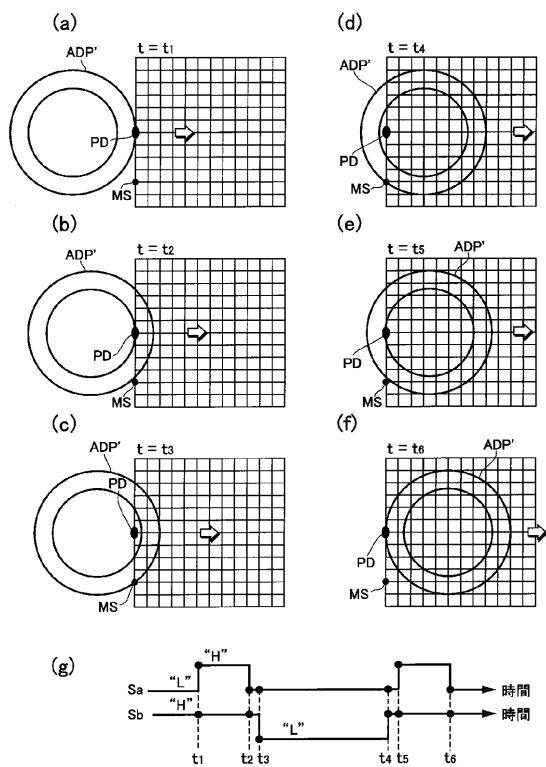 (a)
t = t1
ADP'
PD
MS
(b)
t = t2
ADP'
PD
MS
(c)
t = t3
ADP'
PD
MS
(d)
t = t4
ADP'
PD
MS
(e)
t = t5
ADP'
PD
MS
(f)
t = t6
ADP'
PD
MS
(g)
Sa "L" "H" 時間
Sb "H" "L" 時間
t1 t2 t3 t4 t5 t6